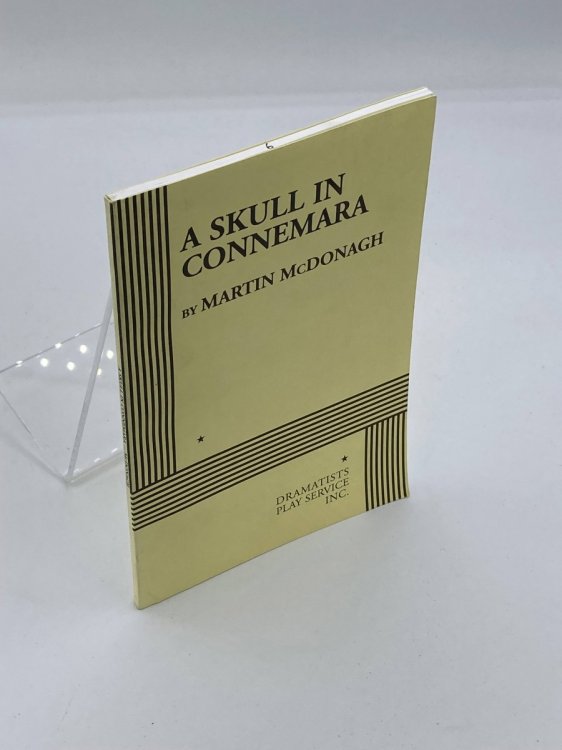 A SKULL IN
CONNEMARA
BY MARTIN McDONAGH
DRAMATISTS
PLAY SERVICE
INC.